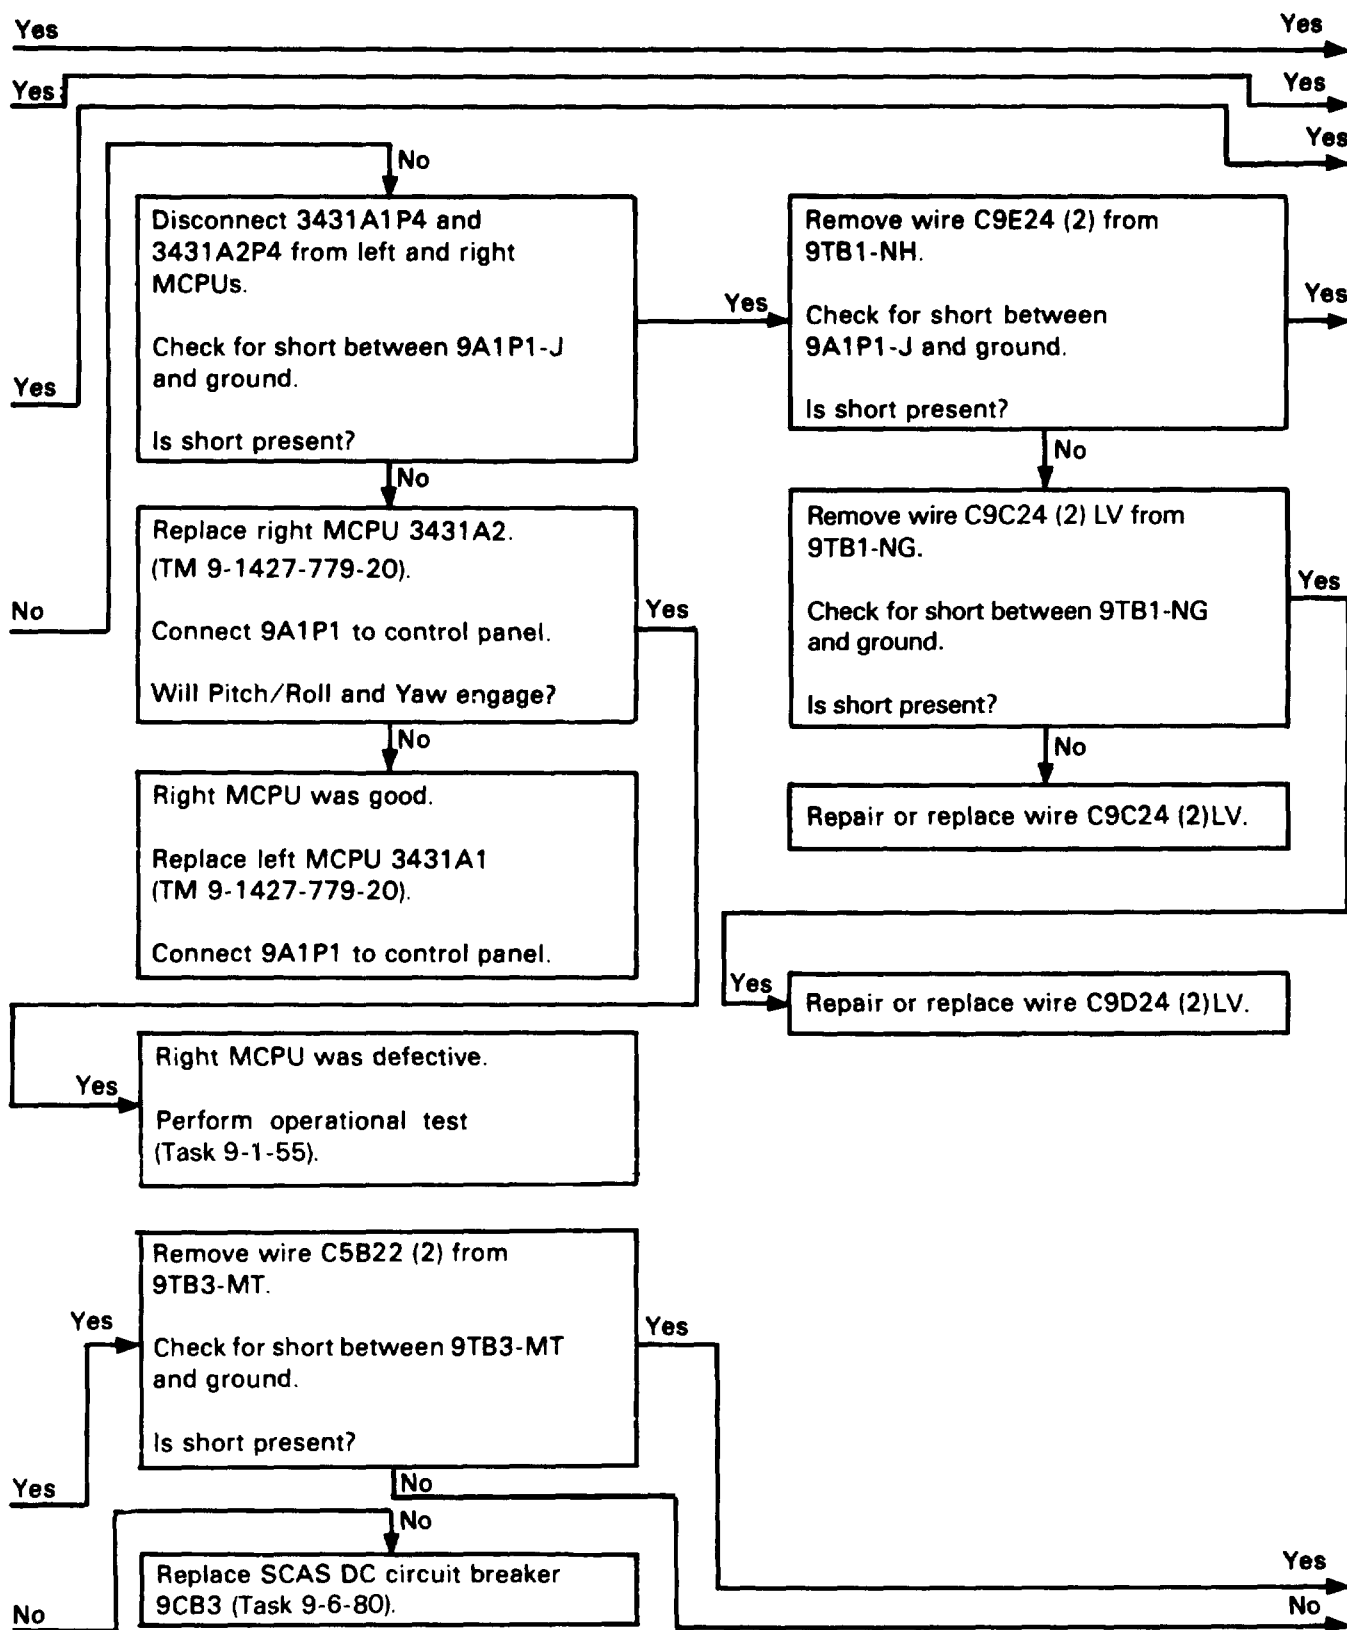 Yes
Yes
Yes
Yes
Yes
No
Disconnect 3431A1P4 and
3431A2P4 from left and right
MCPUs.
Check for short between 9A1P1-J
and ground.
Is short present?
Yes
Yes
Remove wire C9E24 (2) from
9TB1-NH.
Check for short between
9A1P1-J and ground.
Is short present?
Yes
Yes
No
No
No
Replace right MCPU 3431A2.
(TM 9-1427-779-20).
Connect 9A1P1 to control panel.
Will Pitch/Roll and Yaw engage?
Yes
Remove wire C9C24 (2) LV from
9TB1-NG.
Check for short between 9TB1-NG
and ground.
Is short present?
Yes
No
No
Right MCPU was good.
Replace left MCPU 3431A1
(TM 9-1427-779-20).
Connect 9A1P1 to control panel.
Repair or replace wire C9C24 (2)LV.
Yes
Repair or replace wire C9D24 (2)LV.
Yes
Right MCPU was defective.
Perform operational test
(Task 9-1-55).
Yes
Remove wire C5B22 (2) from
9TB3-MT.
Check for short between 9TB3-MT
and ground.
Is short present?
Yes
Yes
No
No
No
Replace SCAS DC circuit breaker
9CB3 (Task 9-6-80).
Yes
No